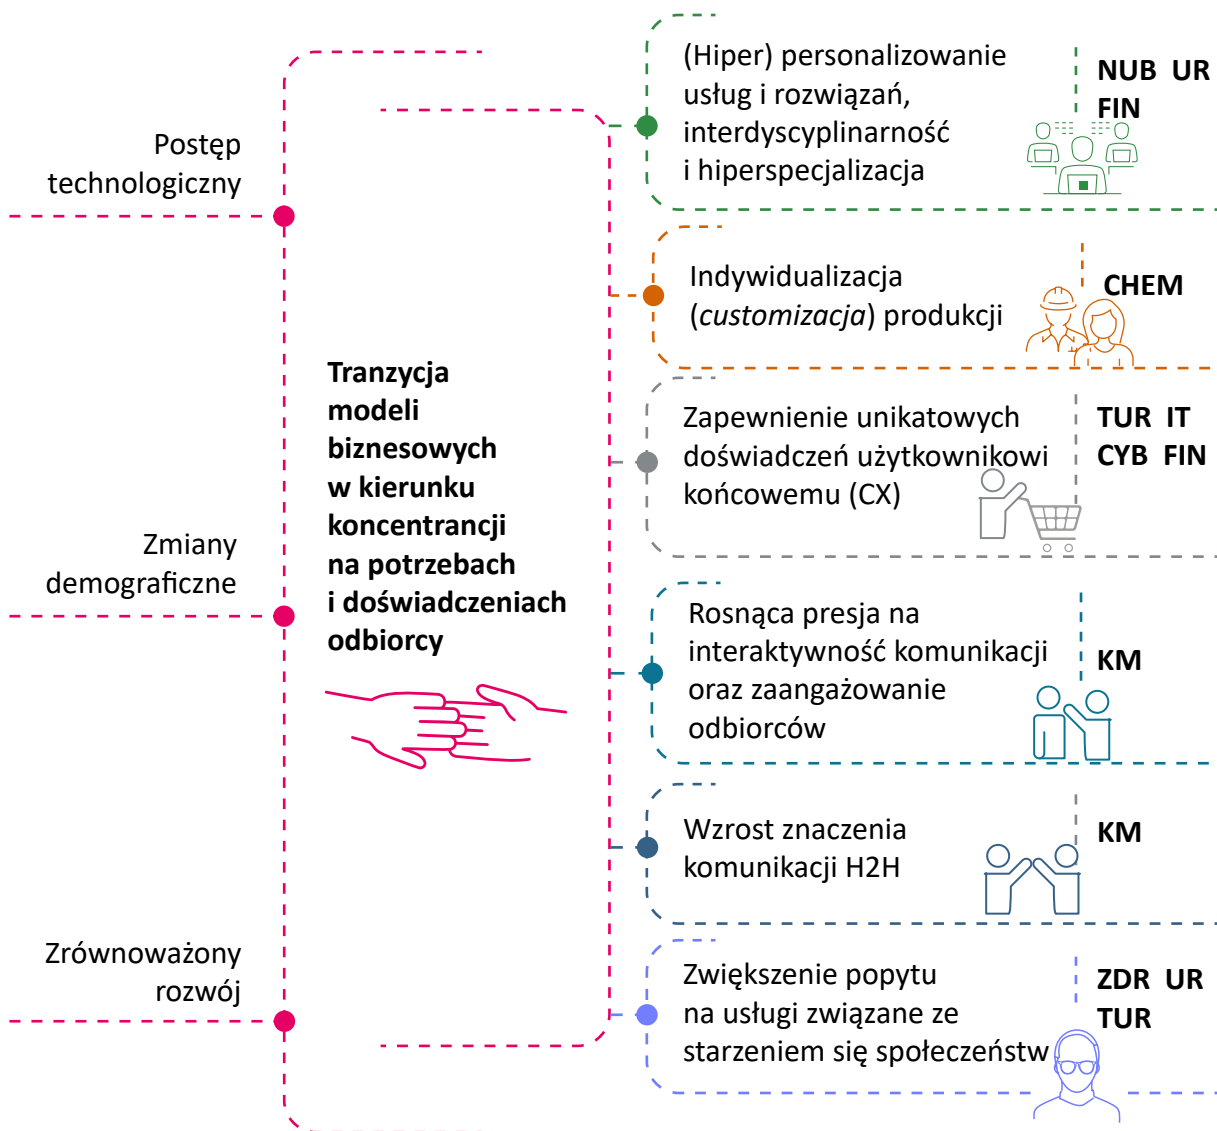 Postęp
technologiczny
Zmiany
demograficzne
Zrównoważony
rozwój
Tranzycja
modeli
biznesowych
w kierunku
koncentrancji
na potrzebach
i doświadczeniach
odbiorcy
(Hiper) personalizowanie
usług i rozwiązań,
interdyscyplinarność
i hiperspecjalizacja
NUB UR
FIN
Indywidualizacja
(customizacja) produkcji
CHEM
Zapewnienie unikatowych
doświadczeń użytkownikowi
końcowemu (CX)
TUR IT
CYB FIN
Rosnąca presja na
interaktywność komunikacji
oraz zaangażowanie
odbiorców
KM
Wzrost znaczenia
komunikacji H2H
KM
Zwiększenie popytu
na usługi związane ze
starzeniem się społeczeństw
ZDR UR
TUR